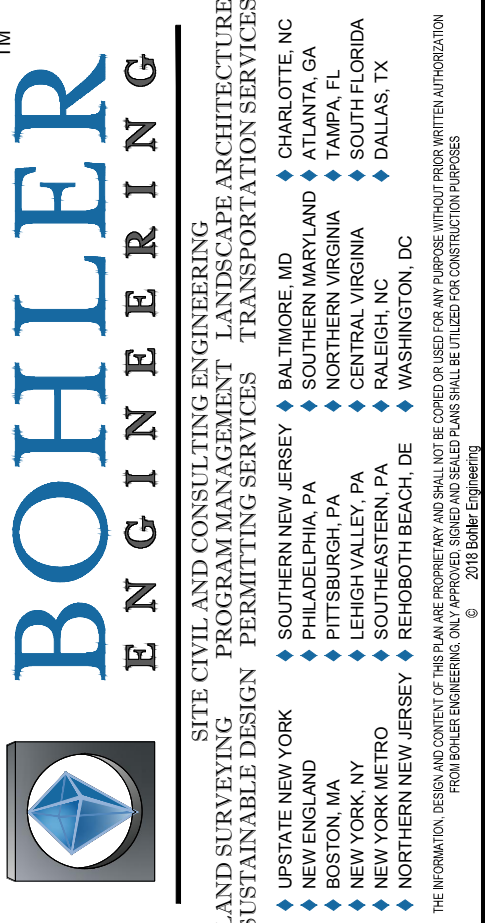 BOHLER™
ENGINEERING
SITE CIVIL AND CONSULTING ENGINEERING
LAND SURVEYING PROGRAM MANAGEMENT LANDSCAPE ARCHITECTURE
SUSTAINABLE DESIGN PERMITTING SERVICES TRANSPORTATION SERVICES
♦ UPSTATE NEW YORK ♦ SOUTHERN NEW JERSEY ♦ BALTIMORE, MD ♦ CHARLOTTE, NC
♦ NEW ENGLAND ♦ PHILADELPHIA, PA ♦ SOUTHERN MARYLAND ♦ ATLANTA, GA
♦ BOSTON, MA ♦ PITTSBURGH, PA ♦ NORTHERN VIRGINIA ♦ TAMPA, FL
♦ NEW YORK, NY ♦ LEHIGH VALLEY, PA ♦ CENTRAL VIRGINIA ♦ SOUTH FLORIDA
♦ NEW YORK METRO ♦ SOUTHEASTERN, PA ♦ RALEIGH, NC ♦ DALLAS, TX
♦ NORTHERN NEW JERSEY ♦ REHOBOTH BEACH, DE ♦ WASHINGTON, DC
THE INFORMATION, DESIGN AND CONTENT OF THIS PLAN ARE PROPRIETARY AND SHALL NOT BE COPIED OR USED FOR ANY PURPOSE WITHOUT PRIOR WRITTEN AUTHORIZATION
FROM BOHLER ENGINEERING. ONLY APPROVED, SIGNED AND SEALED PLANS SHALL BE UTILIZED FOR CONSTRUCTION PURPOSES
© 2018 Bohler Engineering